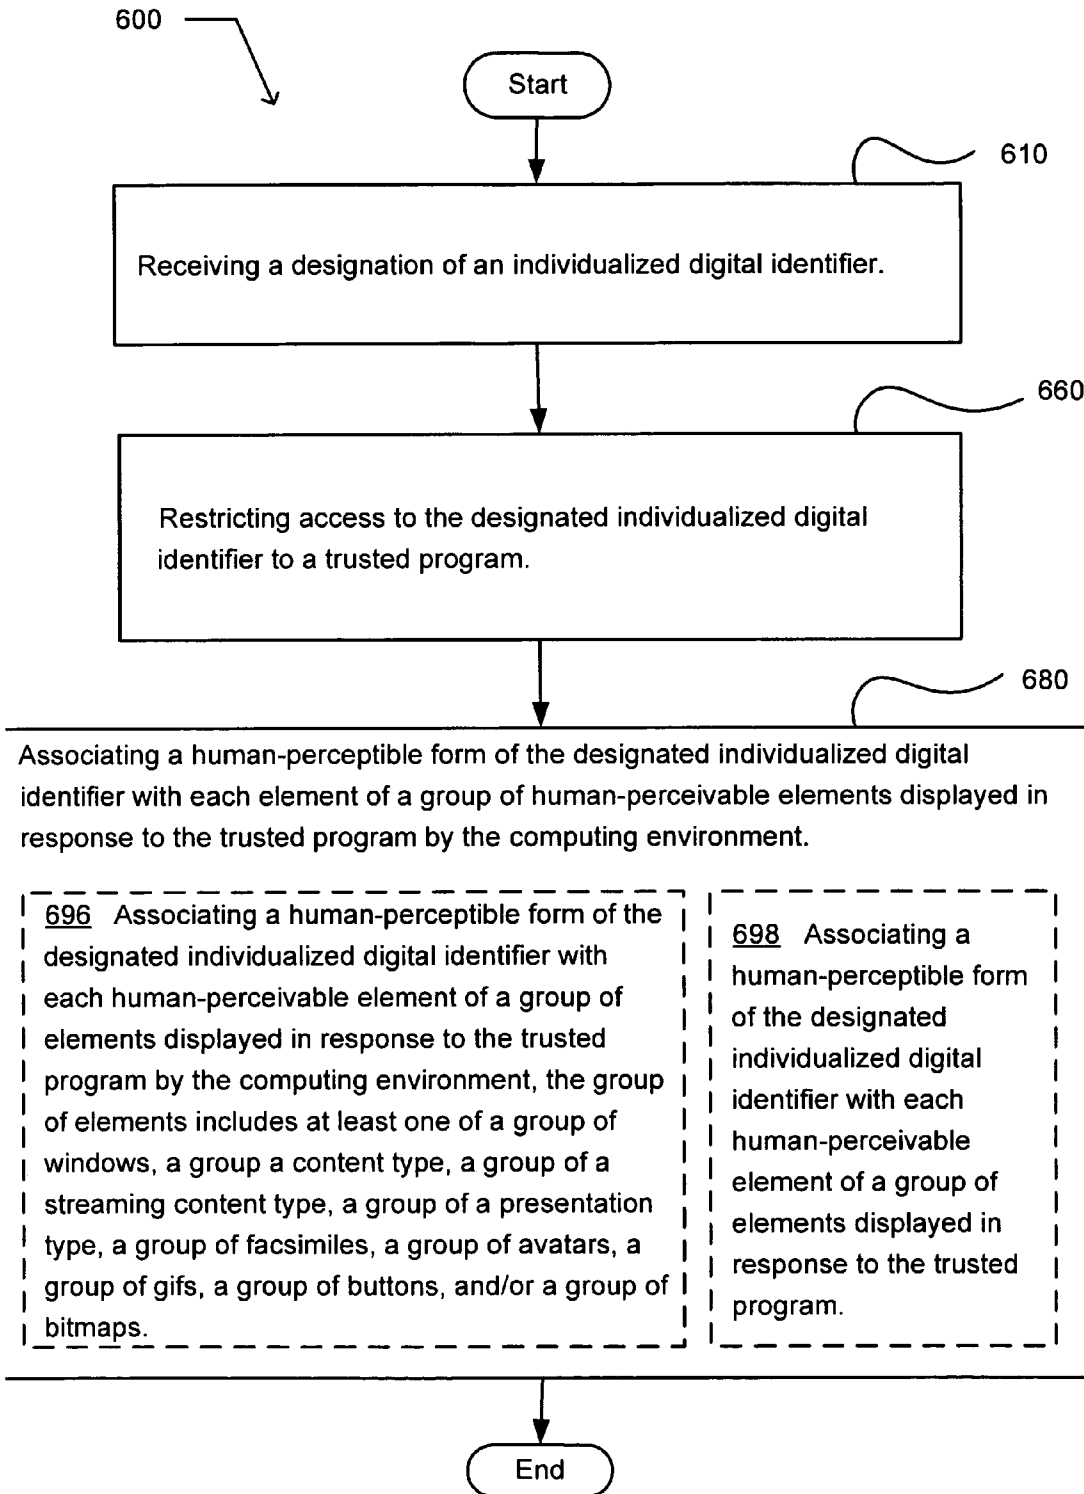 600
Start
610
Receiving a designation of an individualized digital identifier.
660
Restricting access to the designated individualized digital
identifier to a trusted program.
680
Associating a human-perceptible form of the designated individualized digital
identifier with each element of a group of human-perceivable elements displayed in
response to the trusted program by the computing environment.
696 Associating a human-perceptible form of the
designated individualized digital identifier with
each human-perceivable element of a group of
elements displayed in response to the trusted
program by the computing environment, the group
of elements includes at least one of a group of
windows, a group a content type, a group of a
streaming content type, a group of a presentation
type, a group of facsimiles, a group of avatars, a
group of gifs, a group of buttons, and/or a group of
bitmaps.
698 Associating a
human-perceptible form
of the designated
individualized digital
identifier with each
human-perceivable
element of a group of
elements displayed in
response to the trusted
program.
End